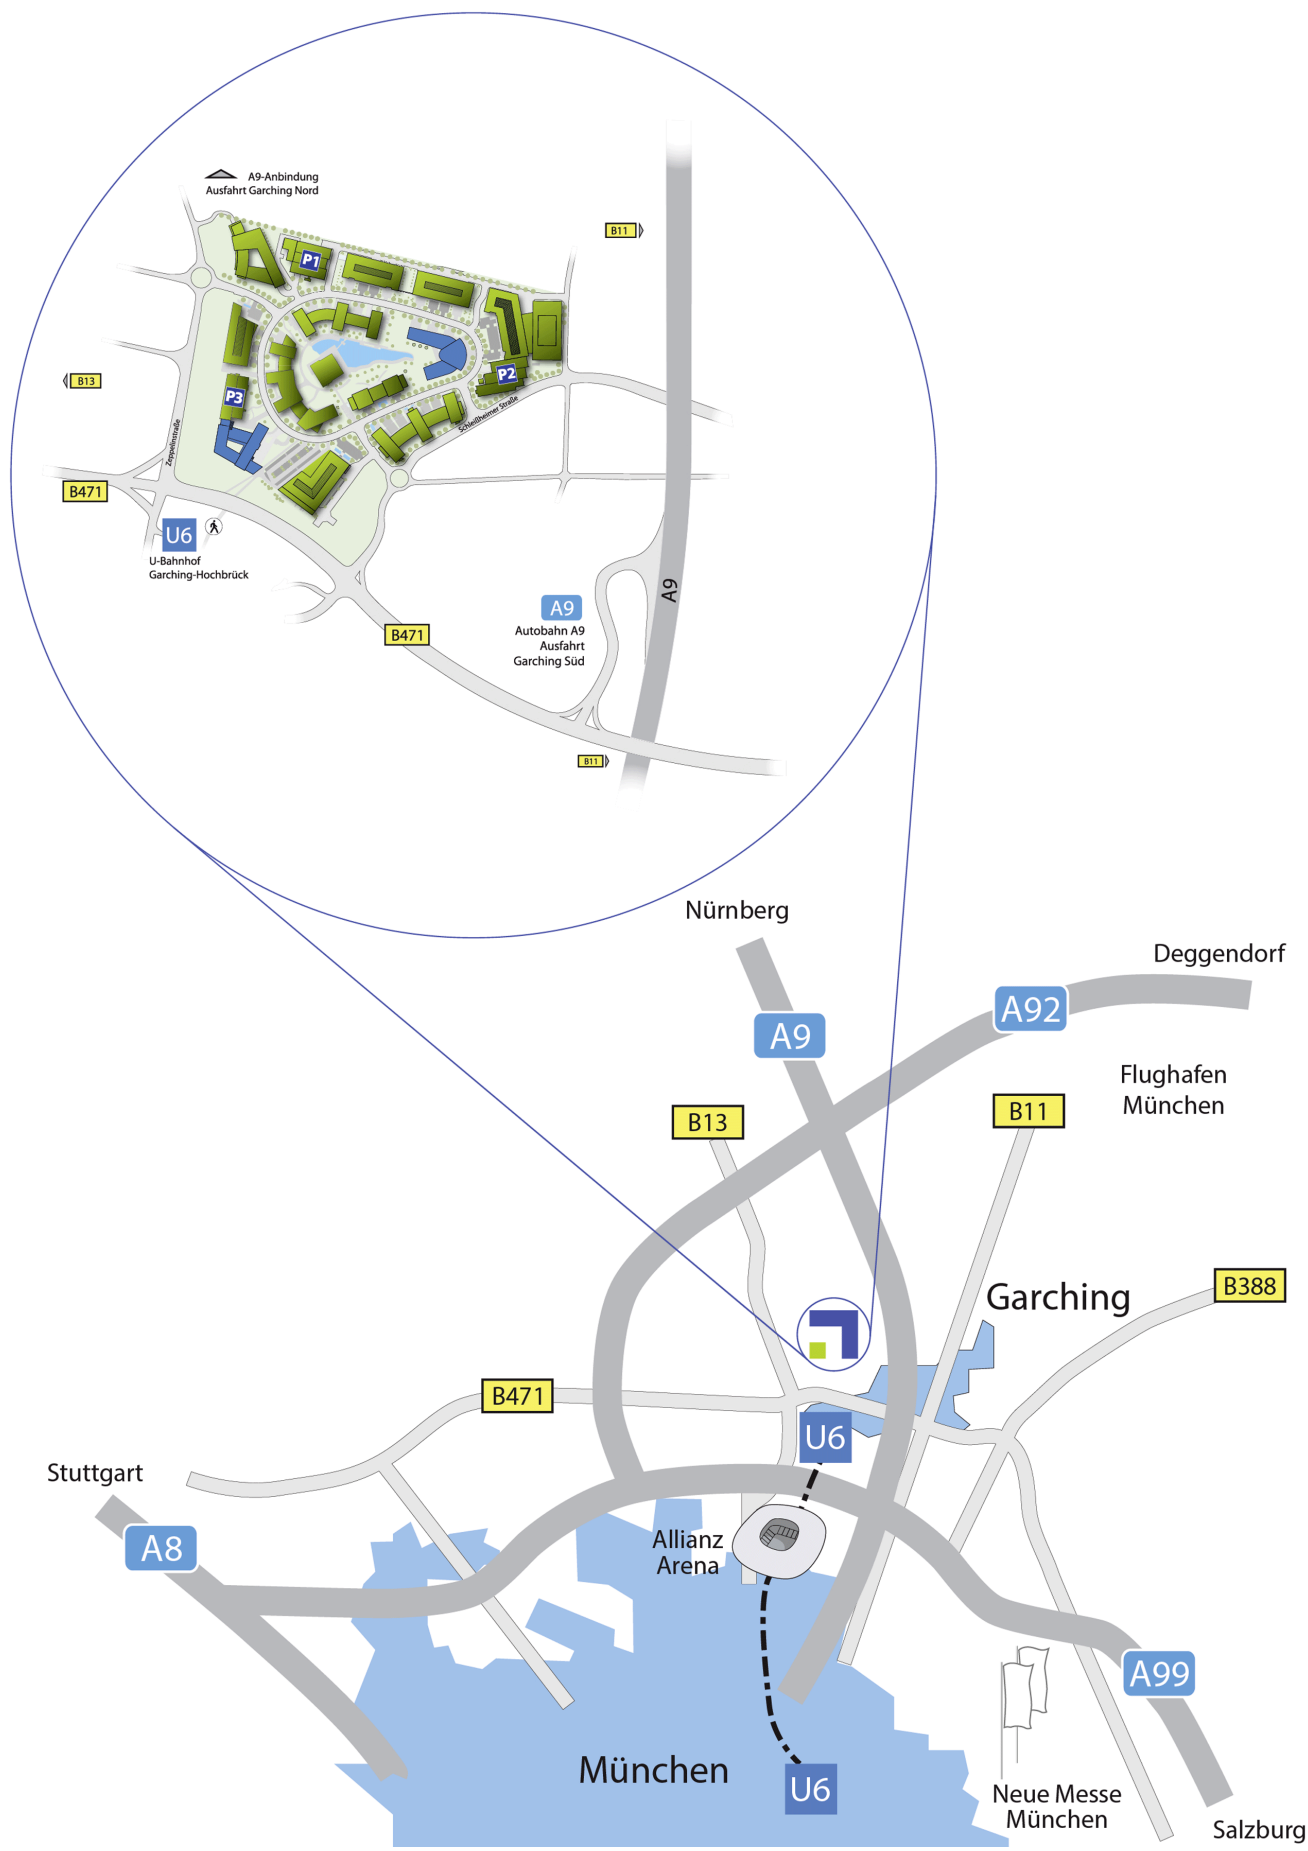 A9-Anbindung
Ausfahrt Garching Nord
B11
P1
B13
P2
P3
Schleißheimer Straße
Zeppelinstraße
B471
U6
U-Bahnhof
Garching-Hochbrück
A9
A9
Autobahn A9
Ausfahrt
Garching Süd
B471
B11
Nürnberg
Deggendorf
A92
A9
Flughafen
München
B13
B11
Garching
B388
B471
U6
Stuttgart
A8
Allianz
Arena
A99
München
U6
Neue Messe
München
Salzburg